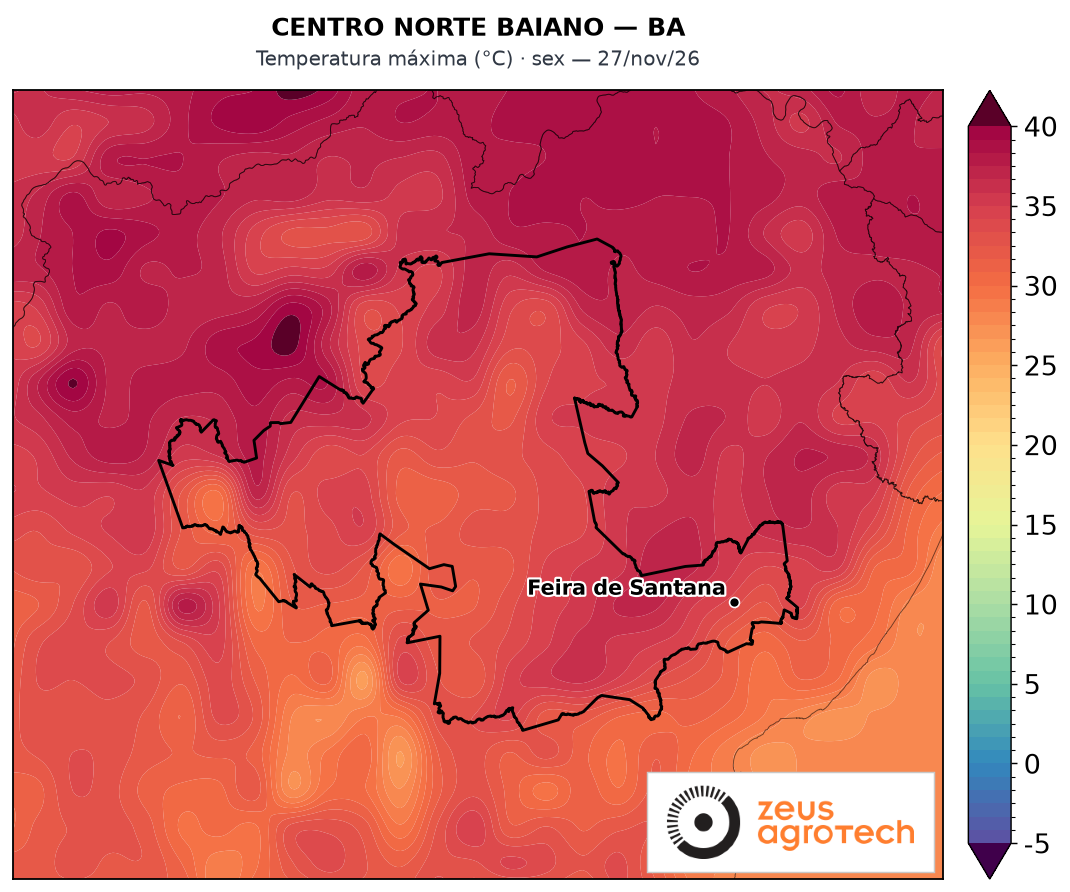 CENTRO NORTE BAIANO — BA
Temperatura máxima (°C) · sex — 27/nov/26
40
35
30
25
20
15
10
5
0
-5
Feira de Santana
zeus
agrotech